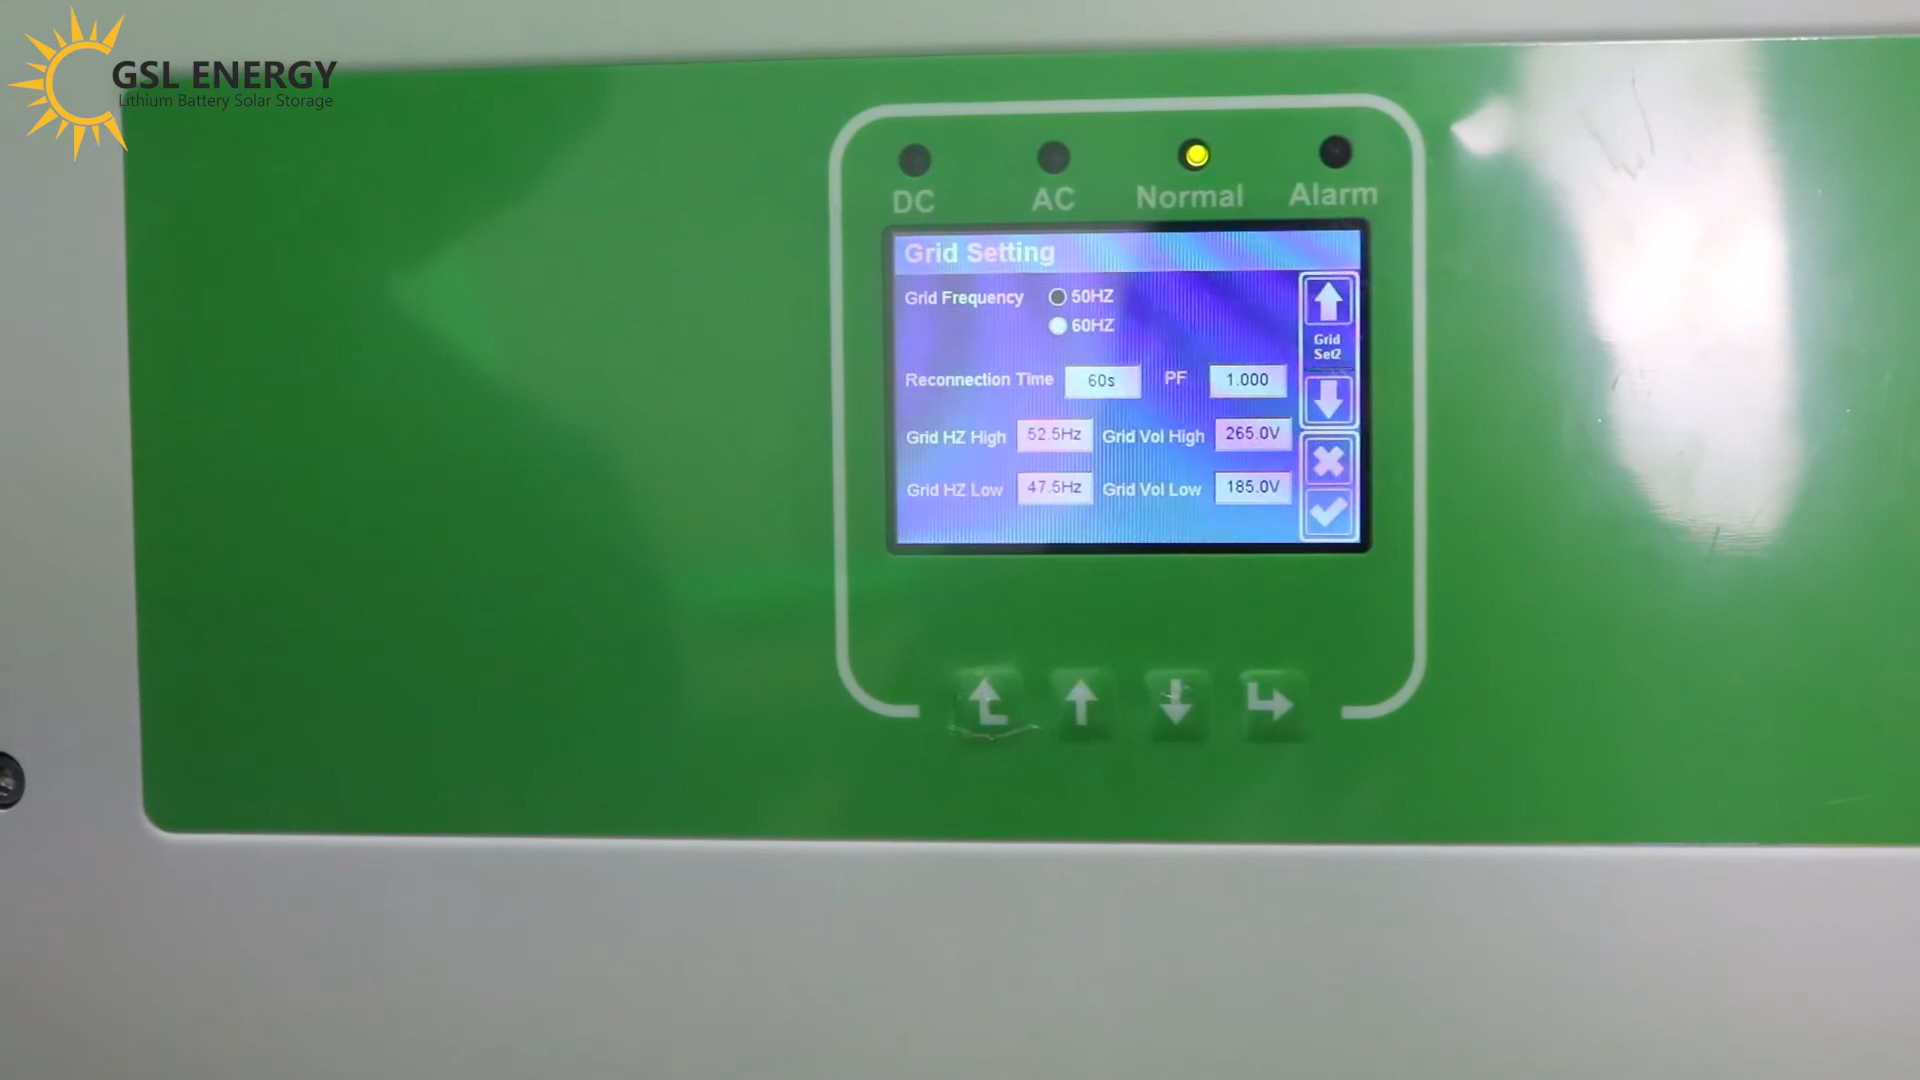 GSL ENERGY
Lithium Battery Solar Storage
DC AC Normal Alarm
Grid Setting
Grid Frequency 50HZ
60HZ
Grid
Set2
Reconnection Time 60s PF 1.000
Grid HZ High 52.5Hz Grid Vol High 265.0V
Grid HZ Low 47.5Hz Grid Vol Low 185.0V